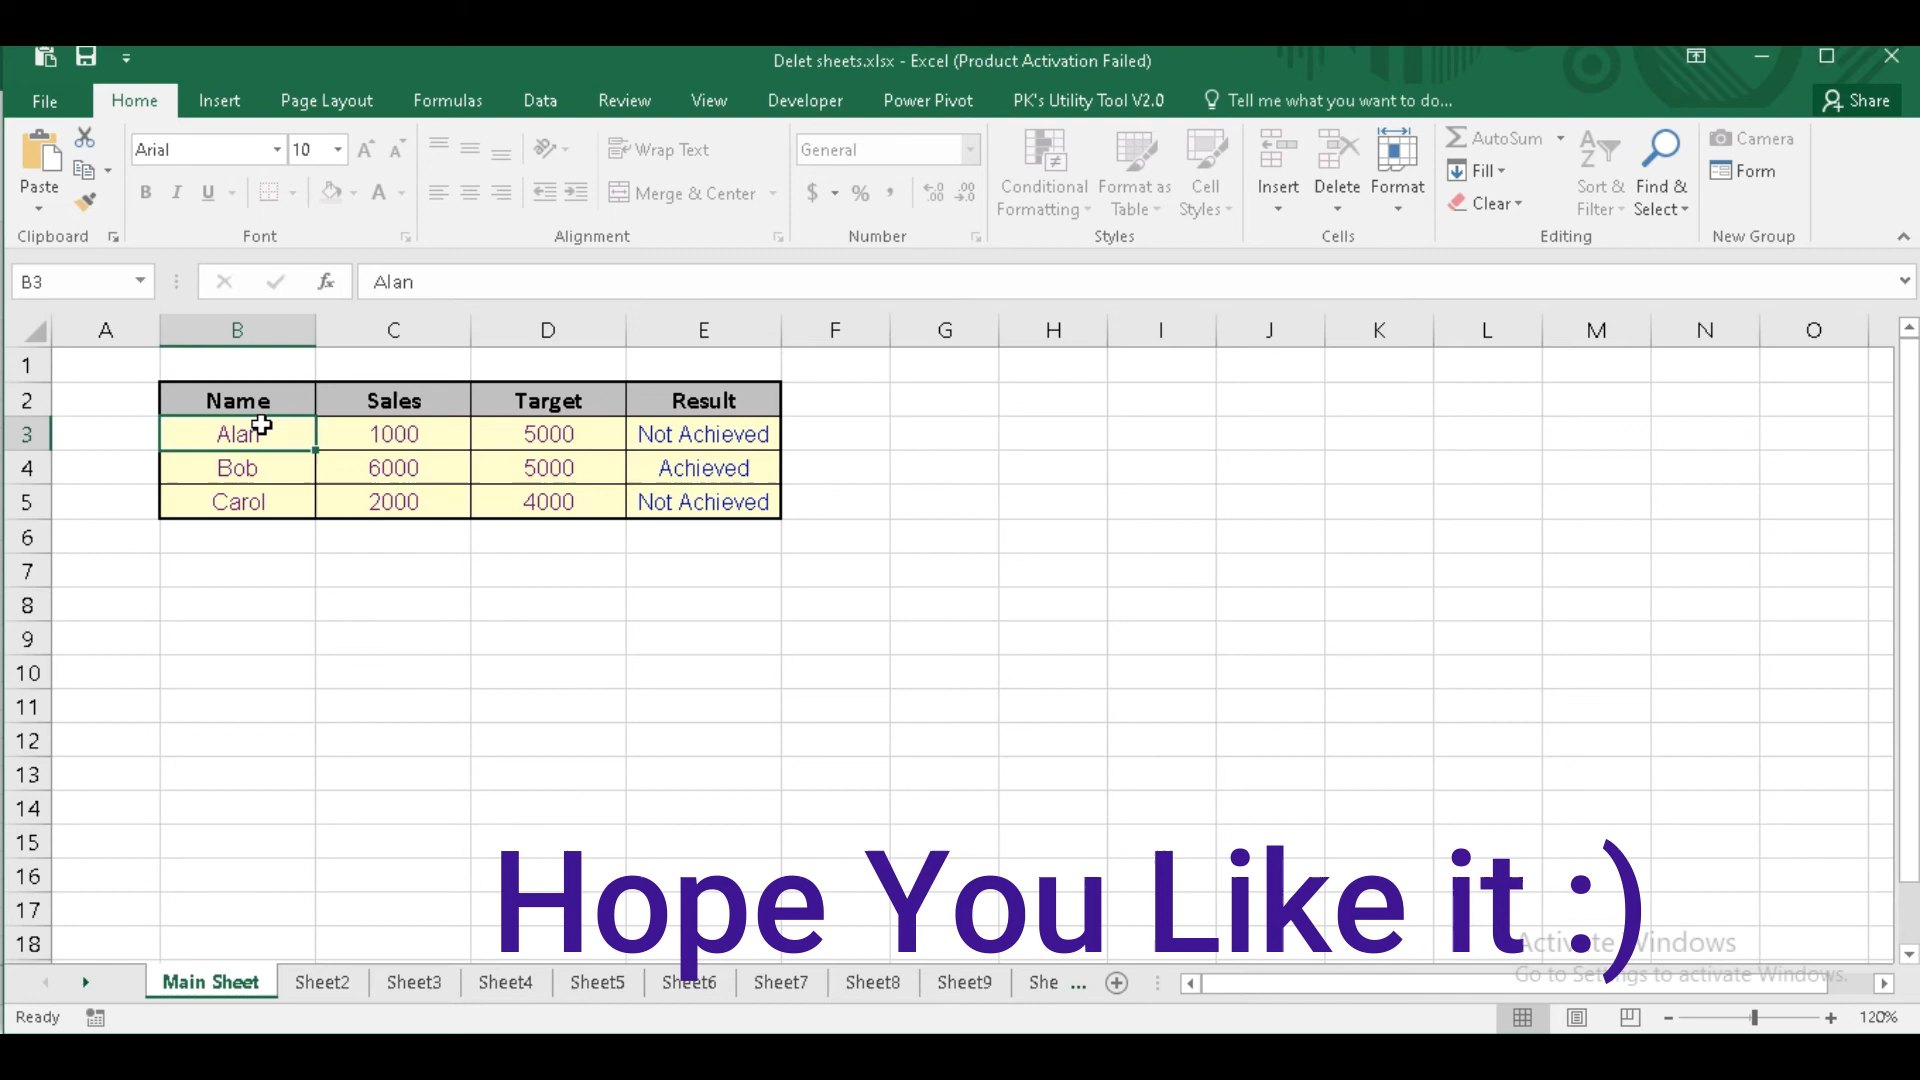 Delet sheets.xlsx - Excel (Product Activation Failed)
File Home Insert Page Layout Formulas Data Review View Developer Power Pivot PK's Utility Tool V2.0 Tell me what you want to do... Share
Arial 10 Wrap Text General AutoSum Camera
Paste Conditional Formatting Format as Table Cell Styles Insert Delete Format Fill Sort & Filter Find & Select Form
B I U A Merge & Center $ % , Clear
Clipboard Font Alignment Number Styles Cells Editing New Group
B3 fx Alan
A B C D E F G H I J K L M N O
1
2 Name Sales Target Result
3 Alan 1000 5000 Not Achieved
4 Bob 6000 5000 Achieved
5 Carol 2000 4000 Not Achieved
6
7
8
9
10
11
12
13
14
15
16
17
18
Hope You Like it :)
Activate Windows
Go to Settings to activate Windows.
Main Sheet Sheet2 Sheet3 Sheet4 Sheet5 Sheet6 Sheet7 Sheet8 Sheet9 She ...
Ready 120%